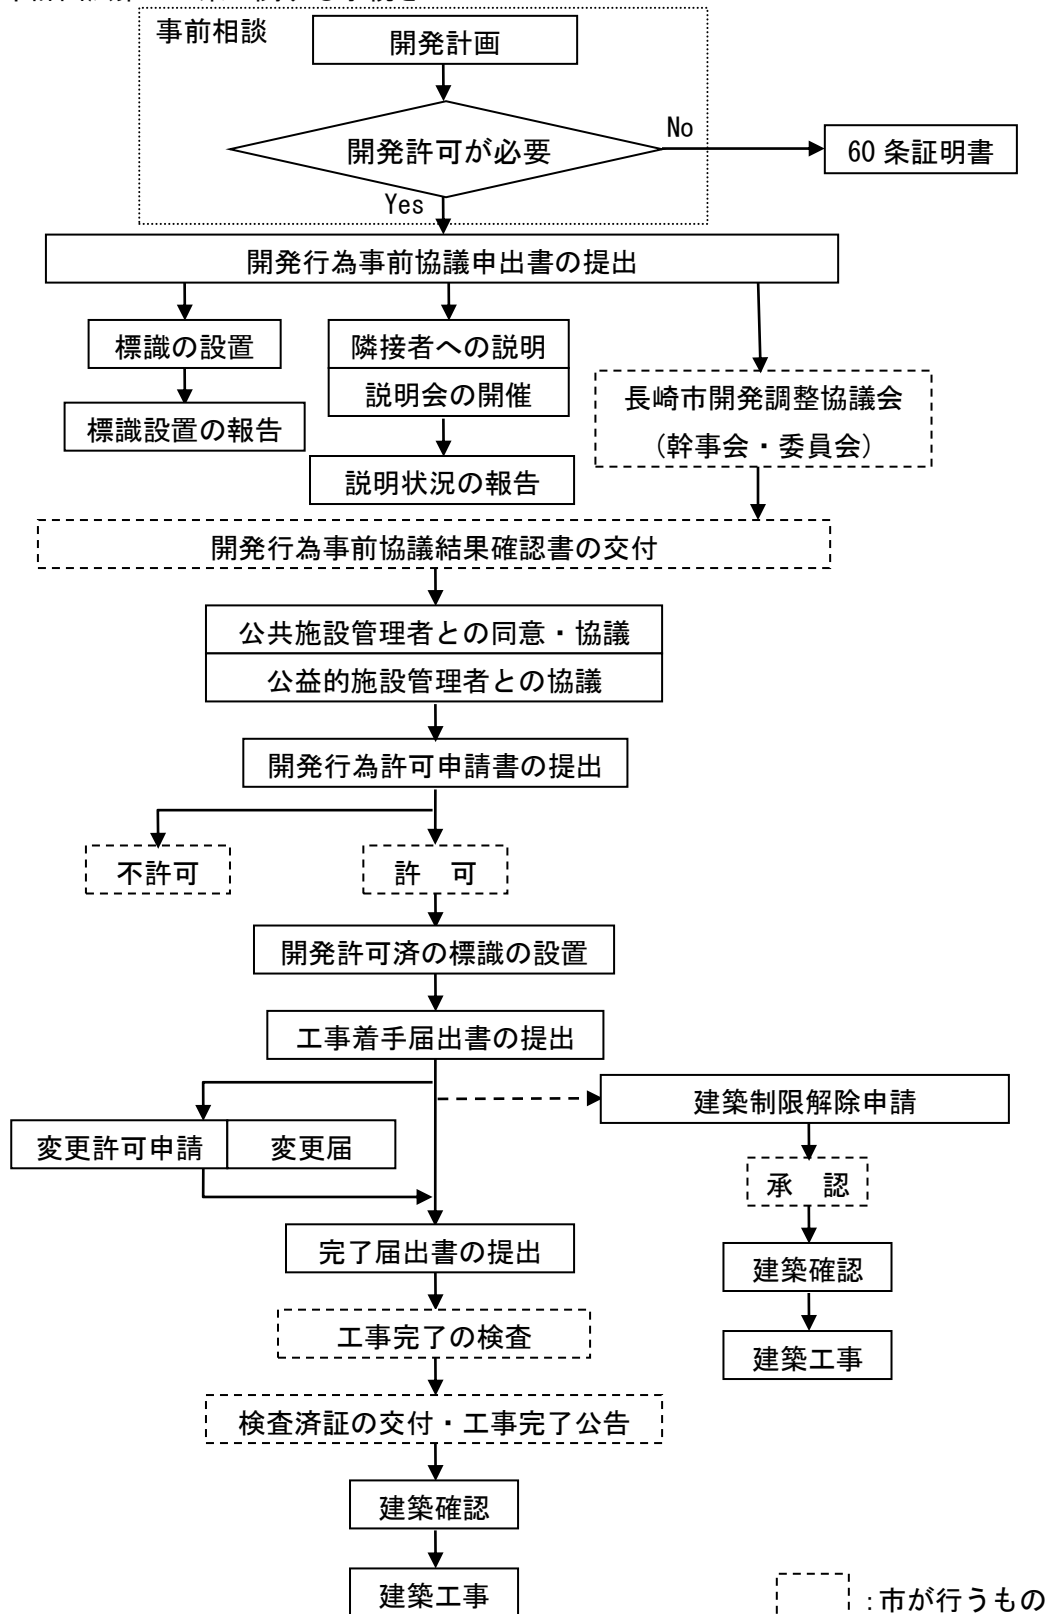 事前相談
開発計画
開発許可が必要
No
60 条証明書
Yes
開発行為事前協議申出書の提出
標識の設置
隣接者への説明
説明会の開催
長崎市開発調整協議会
(幹事会・委員会)
標識設置の報告
説明状況の報告
開発行為事前協議結果確認書の交付
公共施設管理者との同意・協議
公益的施設管理者との協議
開発行為許可申請書の提出
不許可
許 可
開発許可済の標識の設置
工事着手届出書の提出
建築制限解除申請
変更許可申請
変更届
承 認
完了届出書の提出
建築確認
工事完了の検査
建築工事
検査済証の交付・工事完了公告
建築確認
建築工事
:市が行うもの